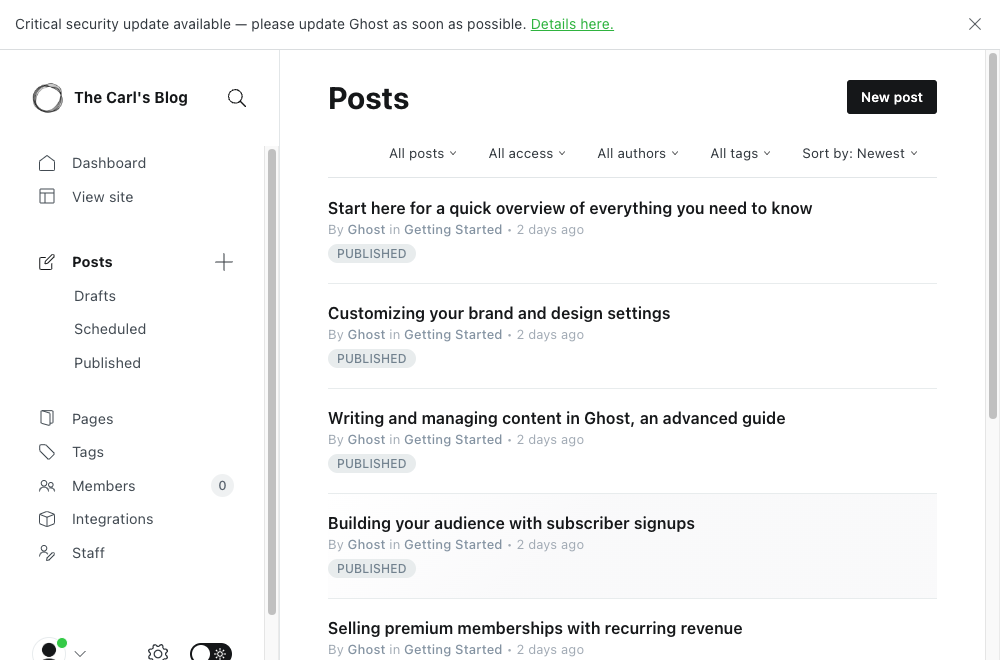 Critical security update available — please update Ghost as soon as possible. Details here.
The Carl's Blog
Dashboard
View site
Posts
Drafts
Scheduled
Published
Pages
Tags
Members 0
Integrations
Staff
Posts
New post
All posts All access All authors All tags Sort by: Newest
Start here for a quick overview of everything you need to know
By Ghost in Getting Started • 2 days ago
PUBLISHED
Customizing your brand and design settings
By Ghost in Getting Started • 2 days ago
PUBLISHED
Writing and managing content in Ghost, an advanced guide
By Ghost in Getting Started • 2 days ago
PUBLISHED
Building your audience with subscriber signups
By Ghost in Getting Started • 2 days ago
PUBLISHED
Selling premium memberships with recurring revenue
By Ghost in Getting Started • 2 days ago